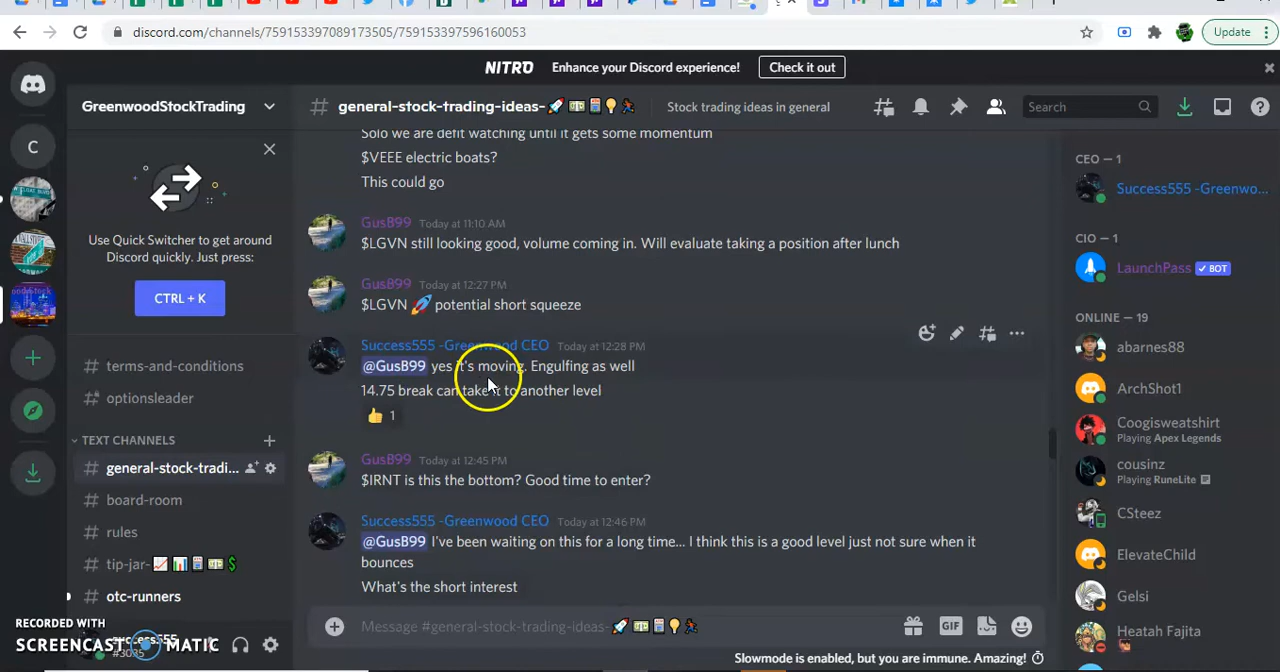 discord.com/channels/759153397089173505/759153397596160053
Update
NITRO Enhance your Discord experience! Check it out
GreenwoodStockTrading
# general-stock-trading-ideas-🚀💵🖥💡🏃 Stock trading ideas in general
Search
Use Quick Switcher to get around
Discord quickly. Just press:
CTRL + K
# terms-and-conditions
# optionsleader
TEXT CHANNELS
# general-stock-tradi...
# board-room
# rules
# tip-jar-📈📊🖥💵💲
# otc-runners
success555
#3035
Solo we are defit watching until it gets some momentum
$VEEE electric boats?
This could go
GusB99 Today at 11:10 AM
$LGVN still looking good, volume coming in. Will evaluate taking a position after lunch
GusB99 Today at 12:27 PM
$LGVN 🚀 potential short squeeze
Success555 -Greenwood CEO Today at 12:28 PM
@GusB99 yes it's moving. Engulfing as well
14.75 break can take it to another level
👍 1
GusB99 Today at 12:45 PM
$IRNT is this the bottom? Good time to enter?
Success555 -Greenwood CEO Today at 12:46 PM
@GusB99 I've been waiting on this for a long time... I think this is a good level just not sure when it
bounces
What's the short interest
Message #general-stock-trading-ideas-🚀💵🖥💡🏃
GIF
Slowmode is enabled, but you are immune. Amazing!
CEO — 1
Success555 -Greenwo...
CIO — 1
LaunchPass ✓ BOT
ONLINE — 19
abarnes88
ArchShot1
Coogisweatshirt
Playing Apex Legends
cousinz
Playing RuneLite
CSteez
ElevateChild
Gelsi
Heatah Fajita
RECORDED WITH
SCREENCAST MATIC